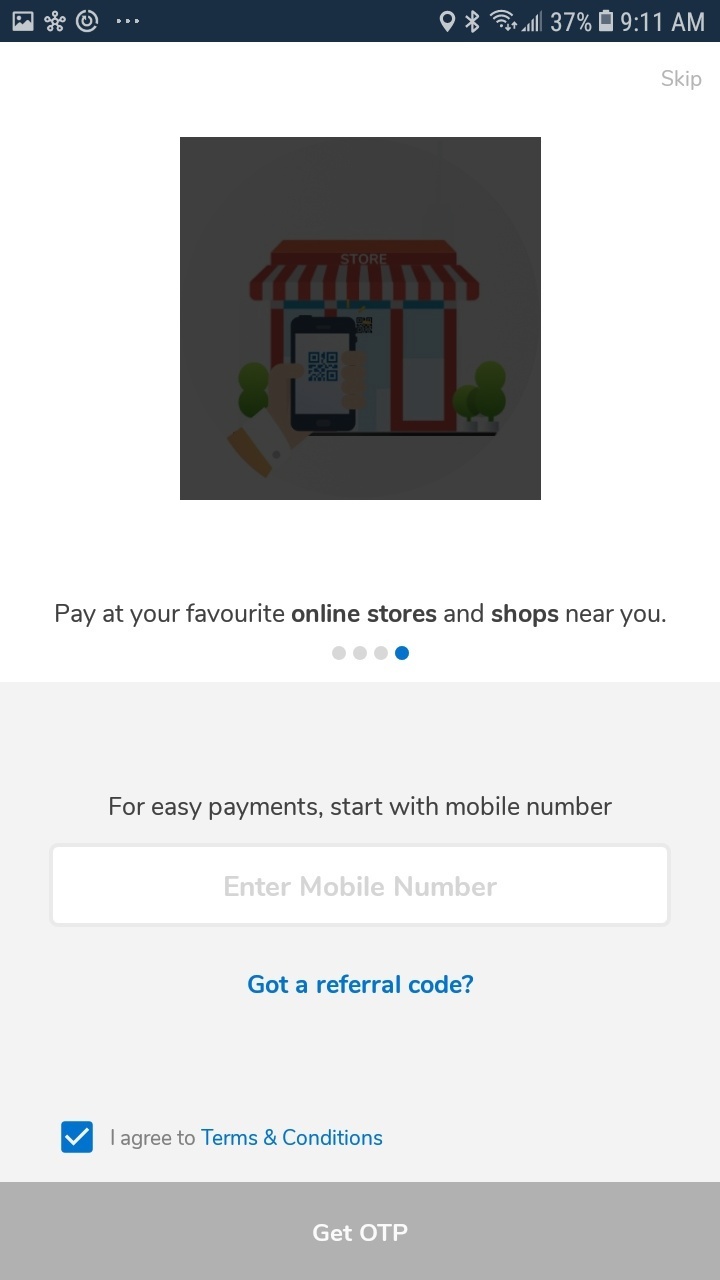 37% 9:11 AM
Skip
STORE
Pay at your favourite online stores and shops near you.
For easy payments, start with mobile number
Enter Mobile Number
Got a referral code?
I agree to Terms & Conditions
Get OTP